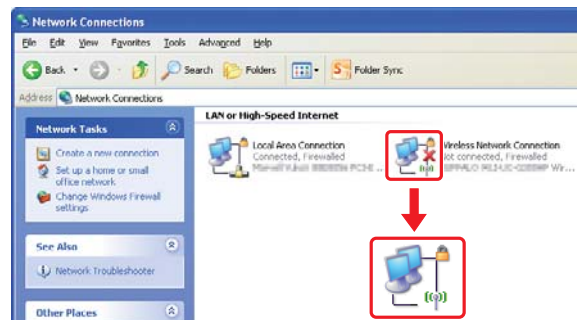 Network Connections
File Edit View Favorites Tools Advanced Help
Back Search Folders Folder Sync
Address Network Connections
LAN or High-Speed Internet
Network Tasks
Create a new connection
Set up a home or small
office network
Change Windows Firewall
settings
See Also
Network Troubleshooter
Other Places
Local Area Connection
Connected, Firewalled
Wireless Network Connection
Not connected, Firewalled